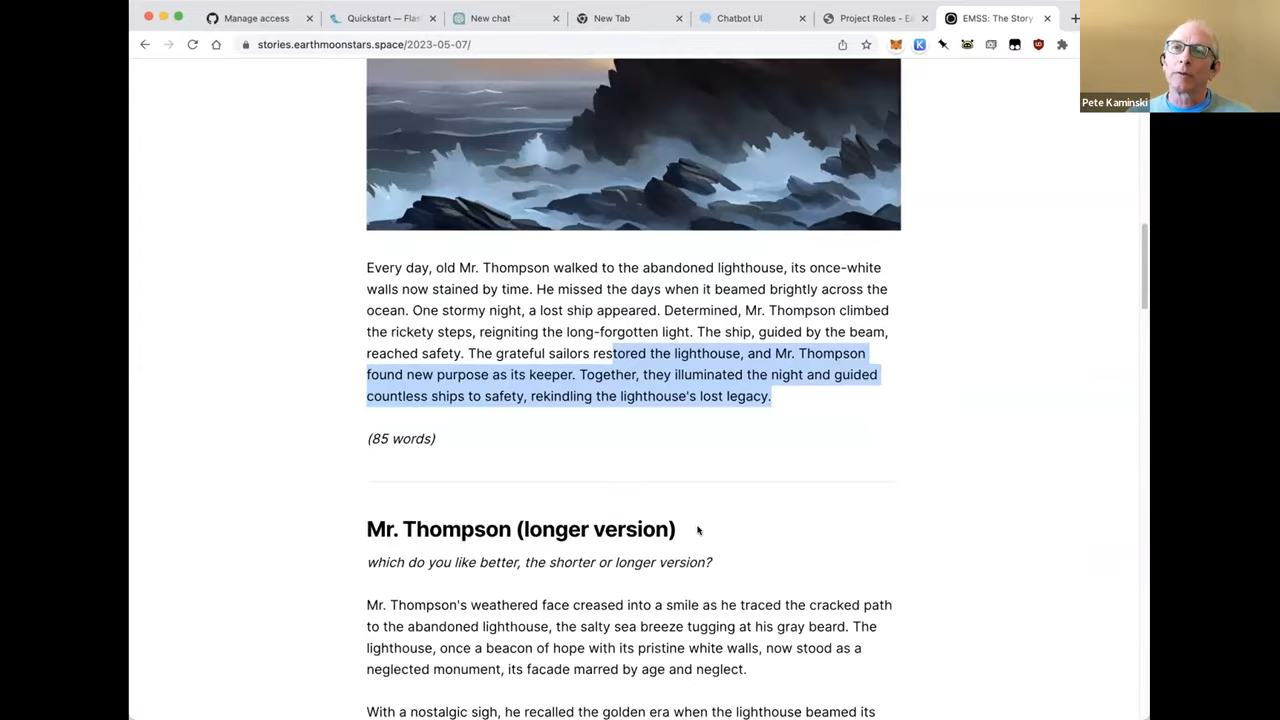 Manage access
Quickstart — Flas
New chat
New Tab
Chatbot UI
Project Roles - Ea
EMSS: The Story
stories.earthmoonstars.space/2023-05-07/
Pete Kaminski
Every day, old Mr. Thompson walked to the abandoned lighthouse, its once-white
walls now stained by time. He missed the days when it beamed brightly across the
ocean. One stormy night, a lost ship appeared. Determined, Mr. Thompson climbed
the rickety steps, reigniting the long-forgotten light. The ship, guided by the beam,
reached safety. The grateful sailors restored the lighthouse, and Mr. Thompson
found new purpose as its keeper. Together, they illuminated the night and guided
countless ships to safety, rekindling the lighthouse's lost legacy.
(85 words)
Mr. Thompson (longer version)
which do you like better, the shorter or longer version?
Mr. Thompson's weathered face creased into a smile as he traced the cracked path
to the abandoned lighthouse, the salty sea breeze tugging at his gray beard. The
lighthouse, once a beacon of hope with its pristine white walls, now stood as a
neglected monument, its facade marred by age and neglect.
With a nostalgic sigh, he recalled the golden era when the lighthouse beamed its